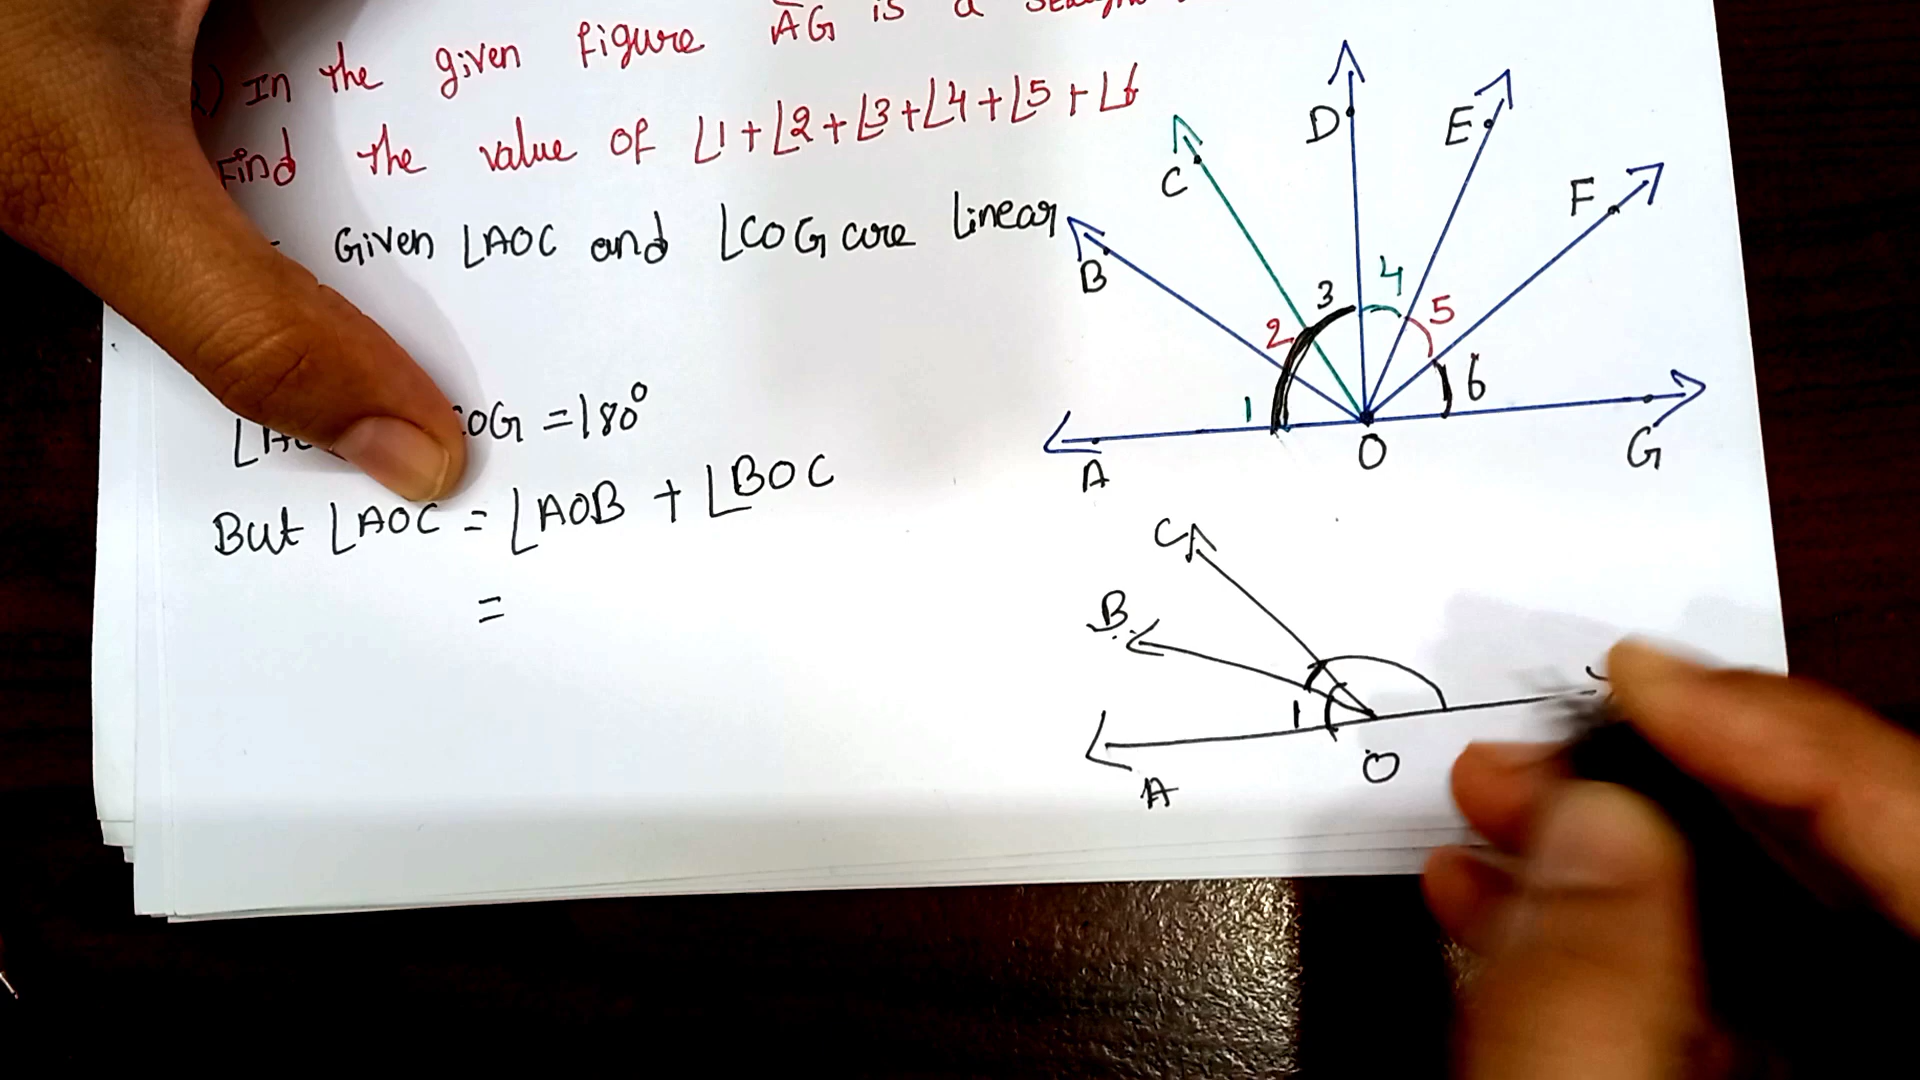 ) In the given figure AG is a
Find the value of ∠1+∠2+∠3+∠4+∠5+∠6
Given ∠AOC and ∠COG are Linear
COG = 180°
But ∠AOC = ∠AOB + ∠BOC
=
D
E
C
F
B
3
4
5
2
6
1
A
O
G
C
B
1
O
A